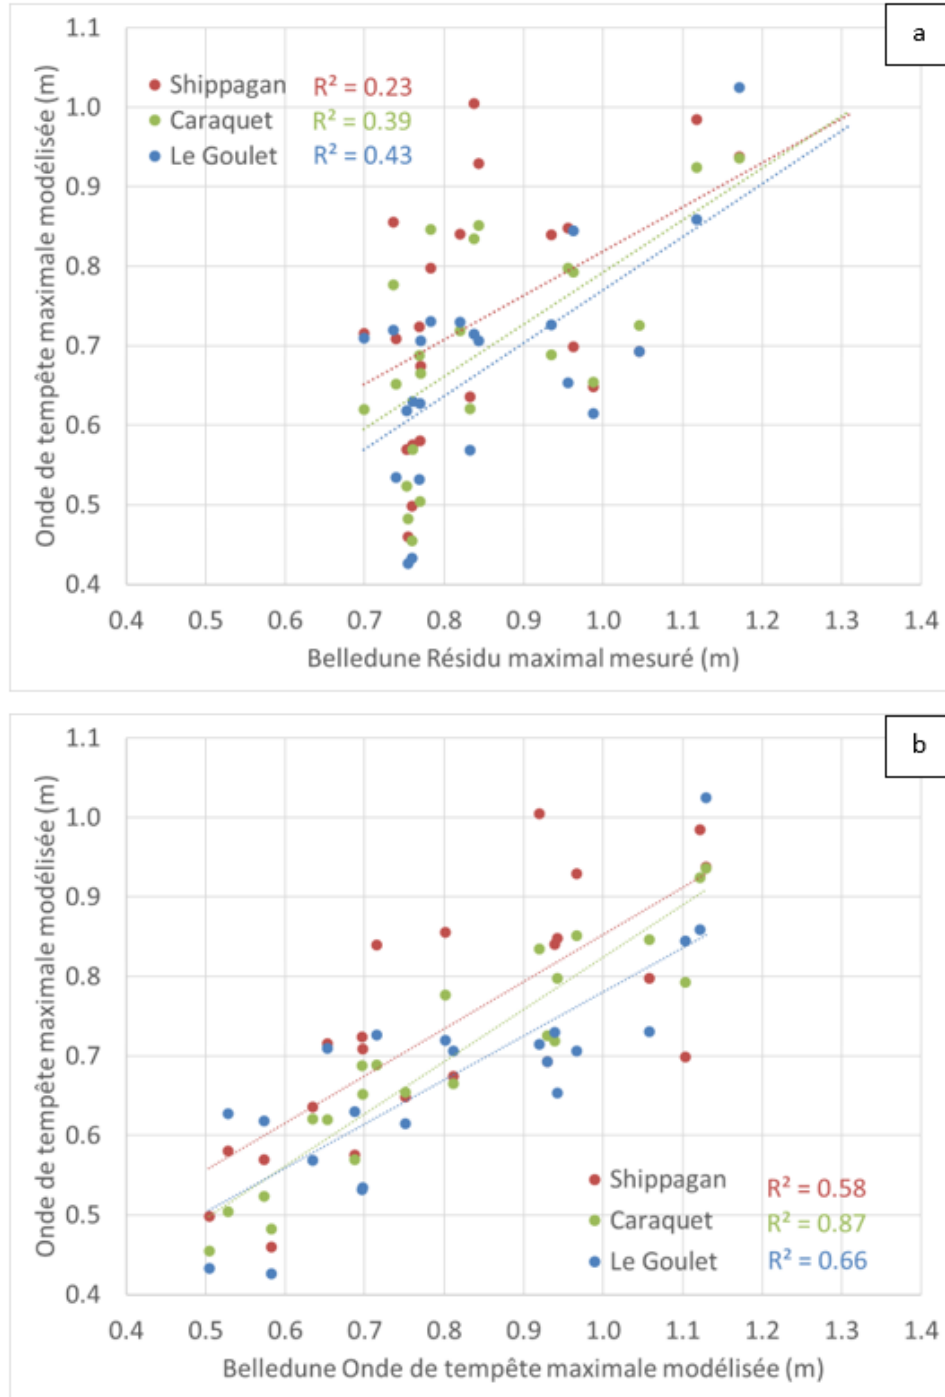 a
1.1
1.0
0.9
0.8
0.7
0.6
0.5
0.4
Onde de tempête maximale modélisée (m)
Shippagan R² = 0.23
Caraquet R² = 0.39
Le Goulet R² = 0.43
0.4 0.5 0.6 0.7 0.8 0.9 1.0 1.1 1.2 1.3 1.4
Belledune Résidu maximal mesuré (m)
b
1.1
1.0
0.9
0.8
0.7
0.6
0.5
0.4
Onde de tempête maximale modélisée (m)
Shippagan R² = 0.58
Caraquet R² = 0.87
Le Goulet R² = 0.66
0.4 0.5 0.6 0.7 0.8 0.9 1.0 1.1 1.2 1.3 1.4
Belledune Onde de tempête maximale modélisée (m)